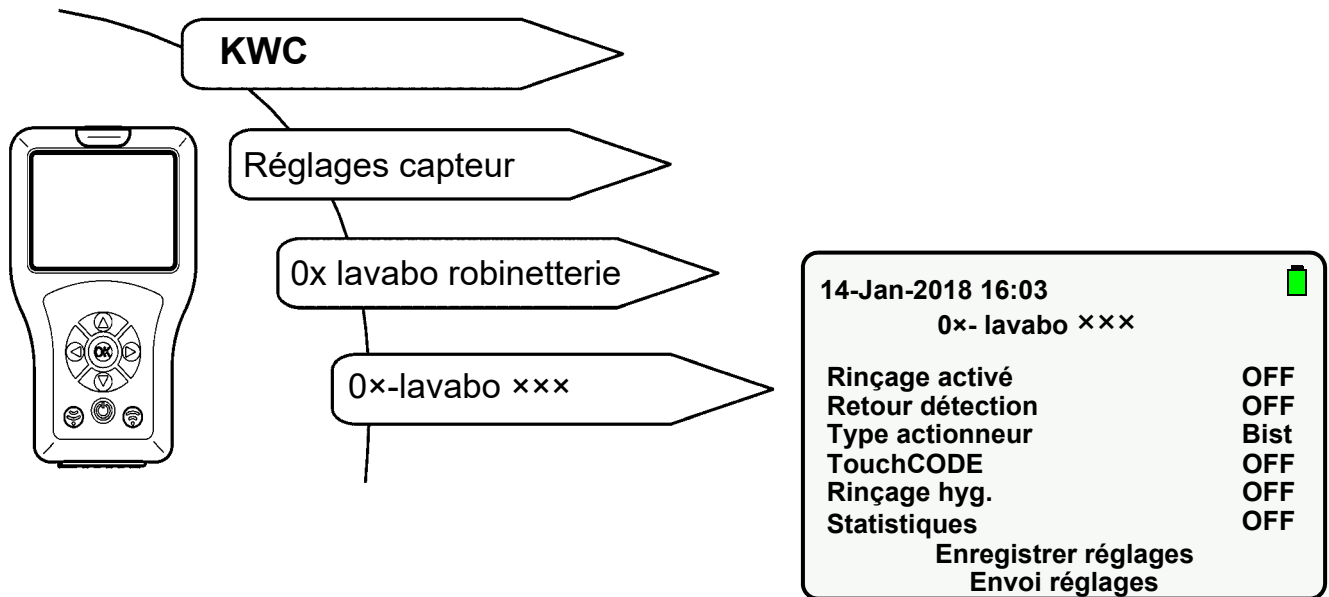 KWC
Réglages capteur
0x lavabo robinetterie
0×-lavabo ×××
OK
14-Jan-2018 16:03
0×- lavabo ×××
Rinçage activé OFF
Retour détection OFF
Type actionneur Bist
TouchCODE OFF
Rinçage hyg. OFF
Statistiques OFF
Enregistrer réglages
Envoi réglages